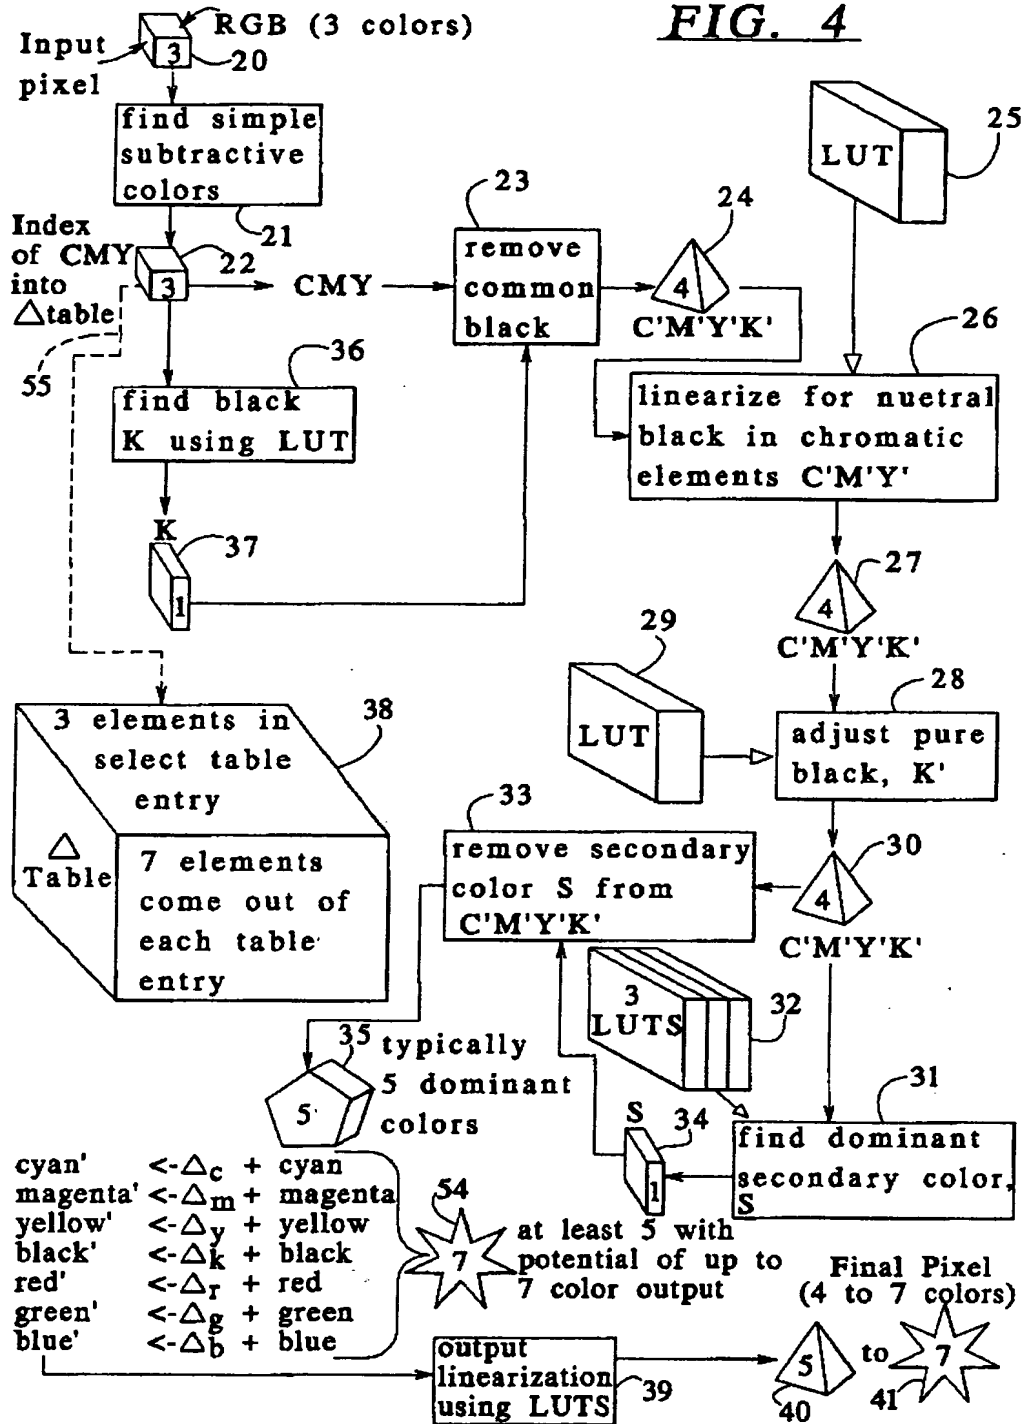 FIG. 4
RGB (3 colors)
Input
pixel
3
20
find simple
subtractive
colors
21
Index
of CMY
into
△table
22
3
CMY
55
23
remove
common
black
24
4
C'M'Y'K'
25
LUT
26
linearize for nuetral
black in chromatic
elements C'M'Y'
36
find black
K using LUT
K
37
1
27
4
C'M'Y'K'
28
adjust pure
black, K'
29
LUT
30
4
C'M'Y'K'
38
3 elements in
select table
entry
△
Table
7 elements
come out of
each table
entry
33
remove secondary
color S from
C'M'Y'K'
3
LUTS
32
31
find dominant
secondary color,
S
S
34
1
35
5
typically
5 dominant
colors
cyan' <-△c + cyan
magenta' <-△m + magenta
yellow' <-△y + yellow
black' <-△k + black
red' <-△r + red
green' <-△g + green
blue' <-△b + blue
54
7
at least 5 with
potential of up to
7 color output
output
linearization
using LUTS
39
Final Pixel
(4 to 7 colors)
5
to
7
40
41